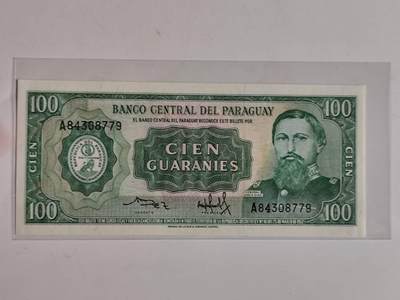 100 BANCO CENTRAL DEL PARAGUAY 100
EL BANCO CENTRAL DEL PARAGUAY RECONOCE ESTE BILLETE POR
A84308779
CIEN CIEN CIEN
GUARANIES
100 A84308779 100